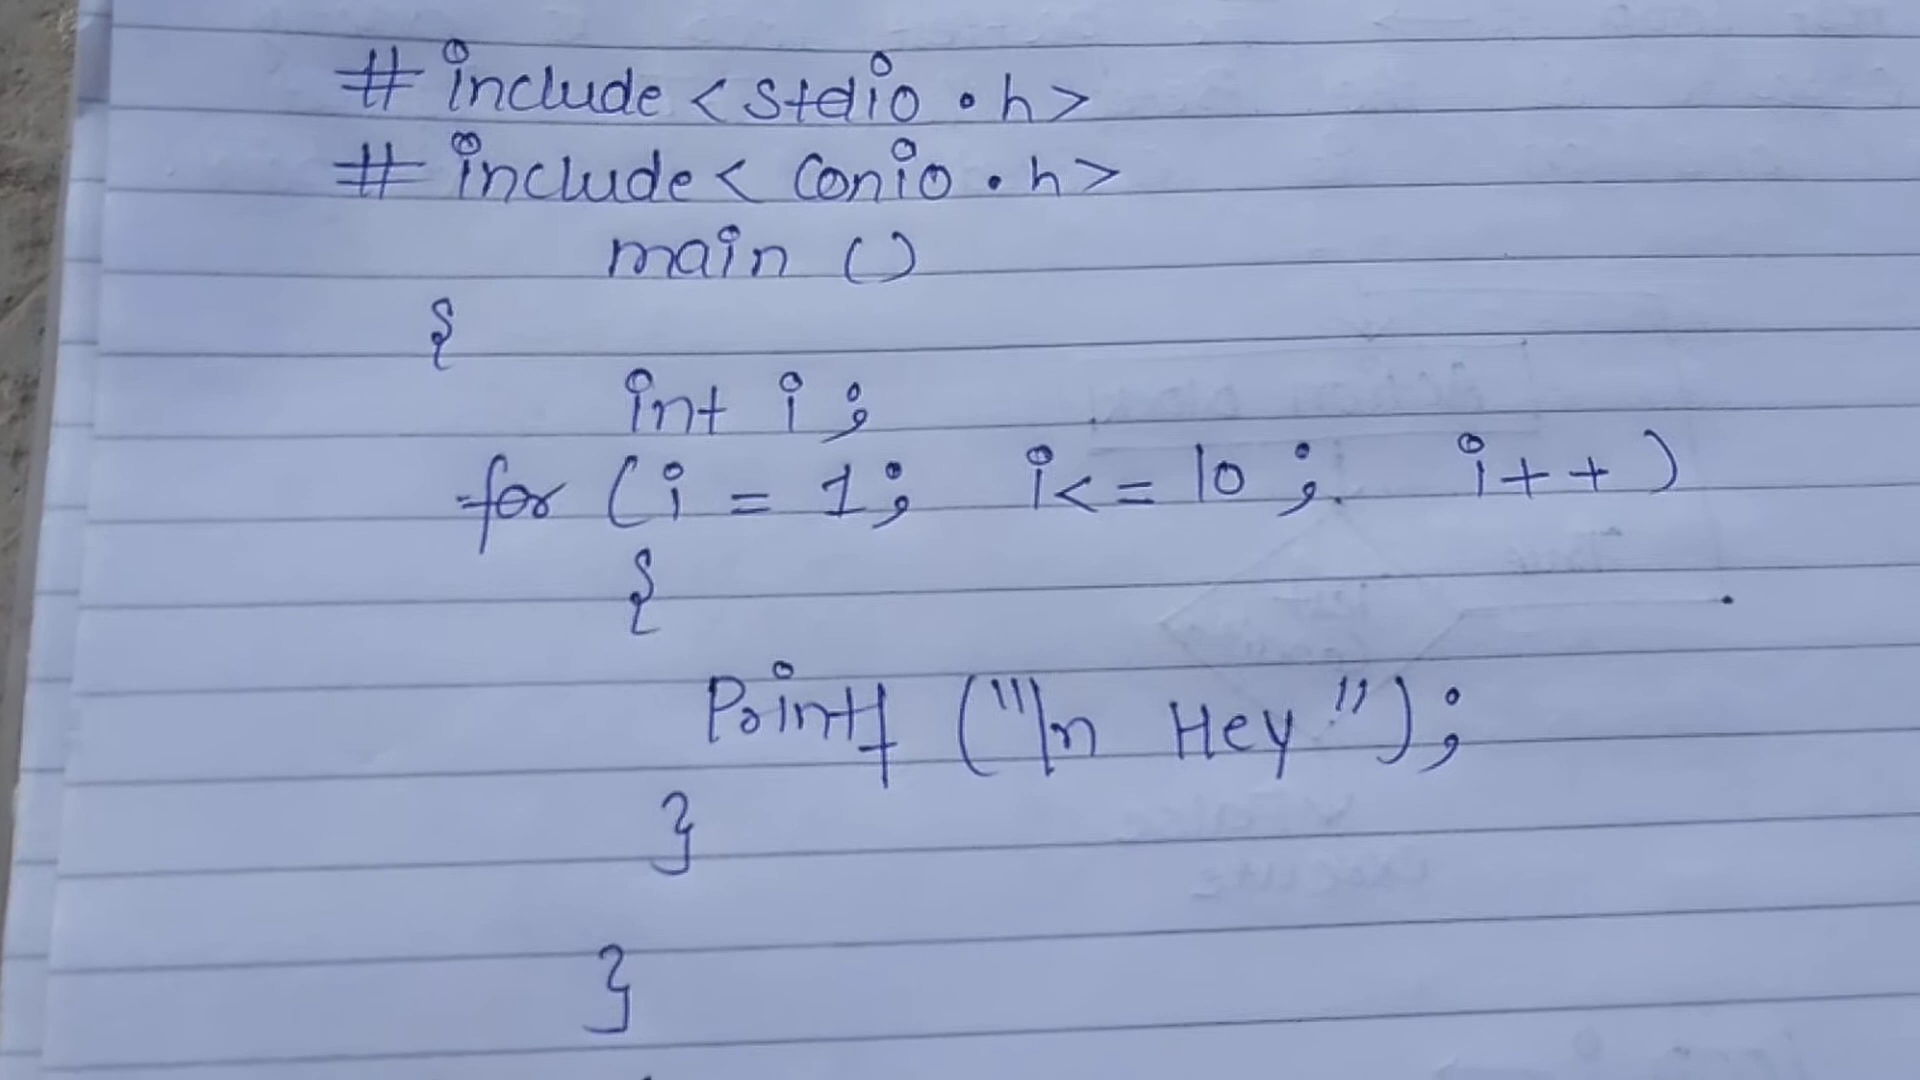 # include <stdio.h>
# include < conio.h>
main ()
{
int i ;
for (i = 1;  i<= 10 ;  i++ )
{
Printf ("\n Hey ");
}
}